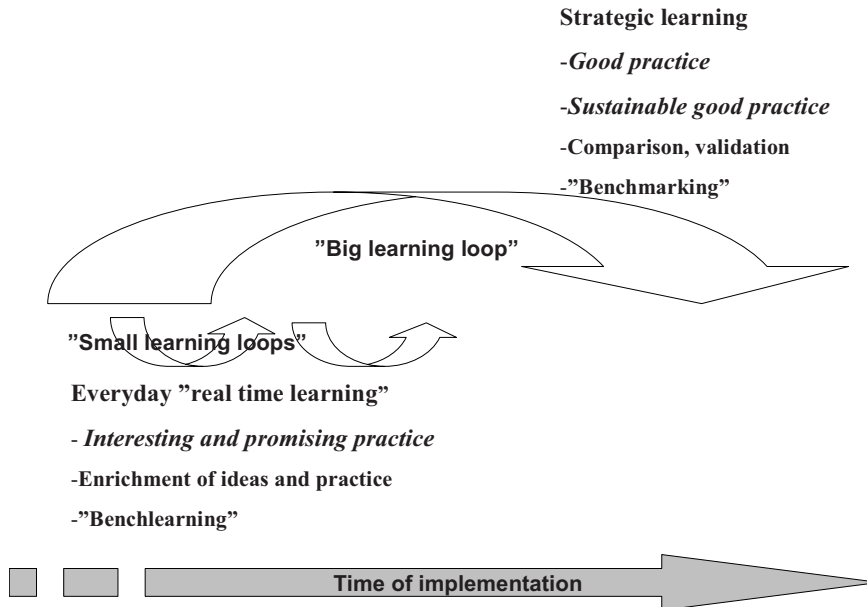 Strategic learning
-Good practice
-Sustainable good practice
-Comparison, validation
-”Benchmarking”
”Big learning loop”
”Small learning loops”
Everyday ”real time learning”
- Interesting and promising practice
-Enrichment of ideas and practice
-”Benchlearning”
Time of implementation